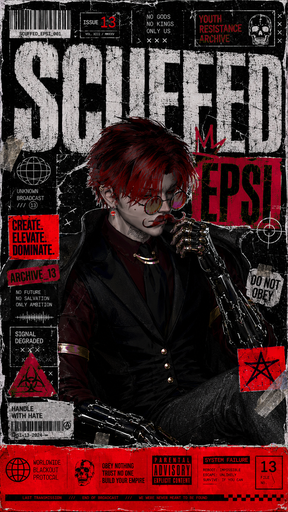 SCUFFED_EPSI_001
ISSUE 13
NO GODS
NO KINGS
ONLY US
YOUTH
RESISTANCE
ARCHIVE
SCUFFED
EPSI
UNKNOWN
BROADCAST
CREATE.
ELEVATE.
DOMINATE.
ARCHIVE_13
NO FUTURE
NO SALVATION
ONLY AMBITION
DO NOT
OBEY
SIGNAL
DEGRADED
HANDLE
WITH HATE
WORLDWIDE
BLACKOUT
PROTOCOL
OBEY NOTHING
TRUST NO ONE
BUILD YOUR EMPIRE
PARENTAL
ADVISORY
EXPLICIT CONTENT
SYSTEM FAILURE
13